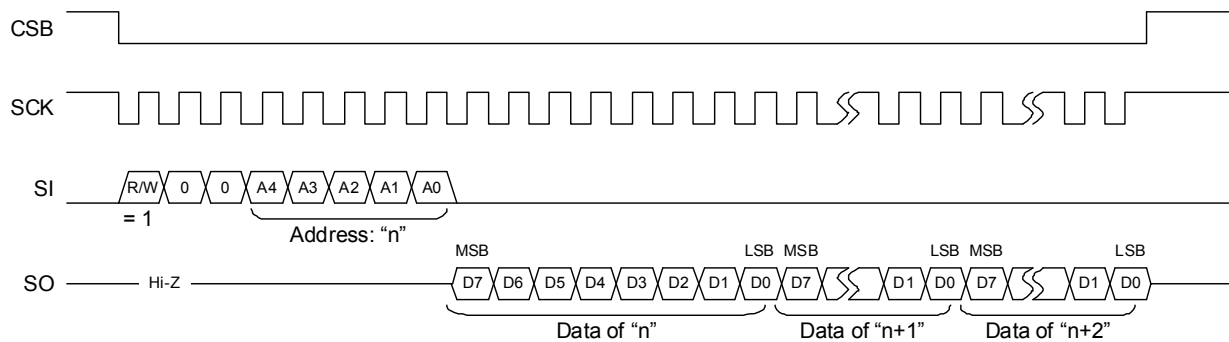 CSB
SCK
SI R/W 0 0 A4 A3 A2 A1 A0
= 1
Address: “n”
MSB LSB MSB LSB MSB LSB
SO Hi-Z D7 D6 D5 D4 D3 D2 D1 D0 D7 D1 D0 D7 D1 D0
Data of “n” Data of “n+1” Data of “n+2”